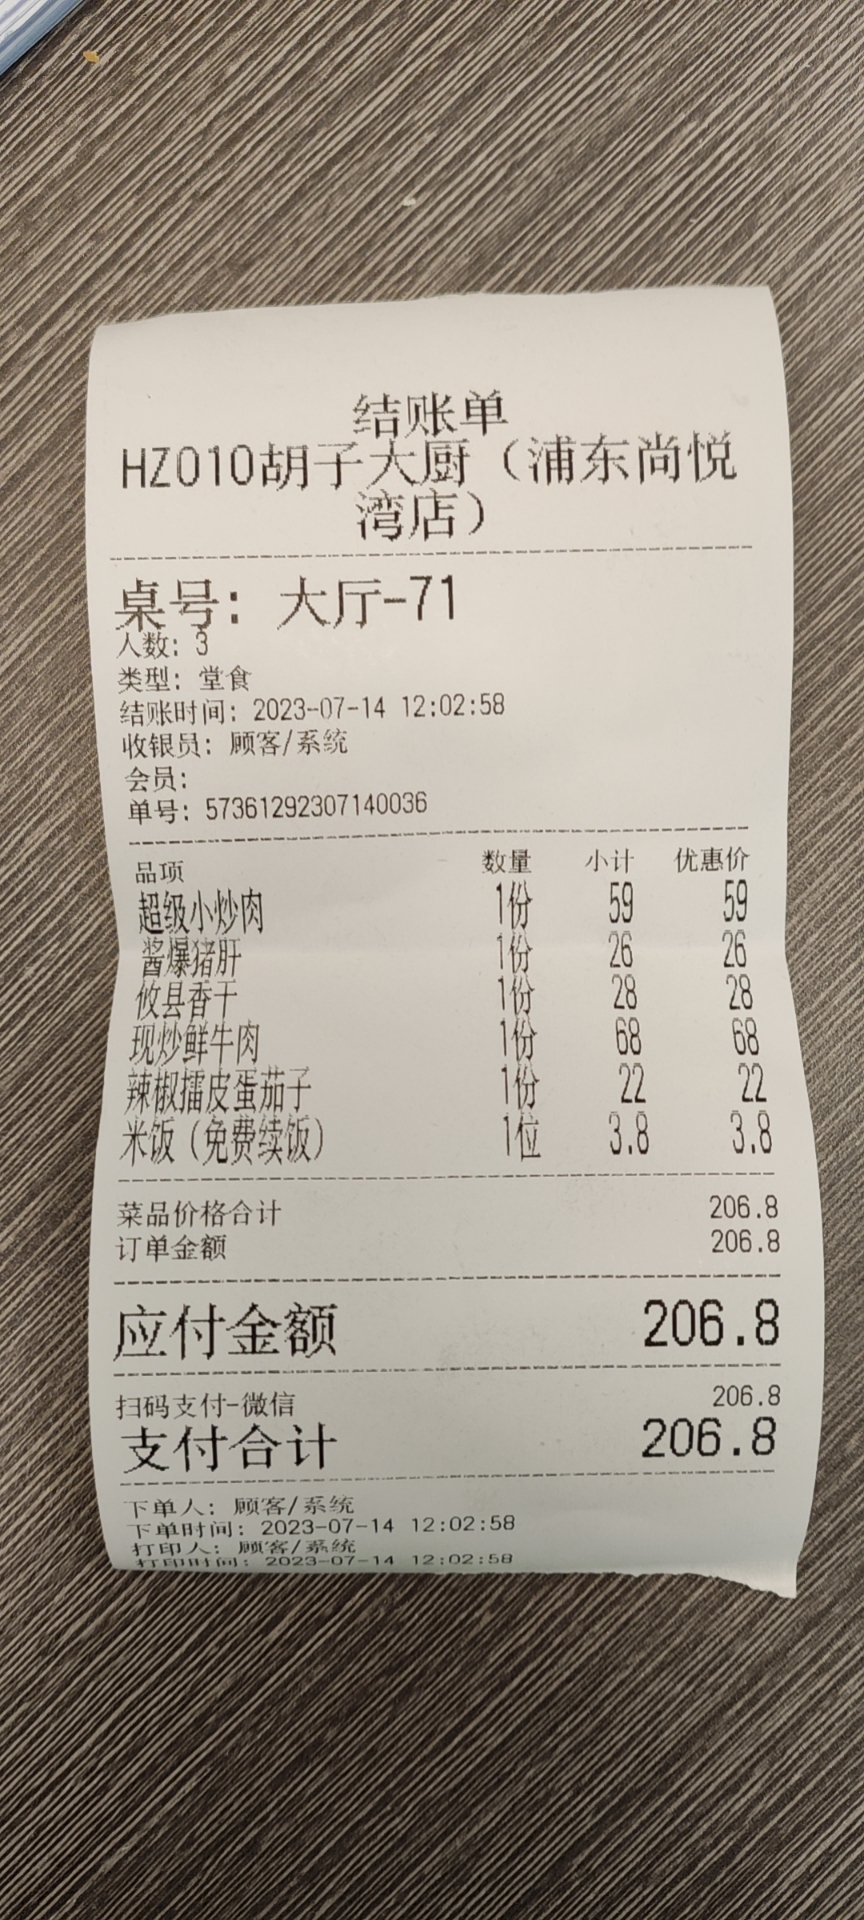 结账单
HZ010胡子大厨（浦东尚悦
湾店）
桌号：大厅-71
人数：3
类型：堂食
结账时间：2023-07-14 12:02:58
收银员：顾客/系统
会员：
单号：57361292307140036
品项 数量 小计 优惠价
超级小炒肉 1份 59 59
酱爆猪肝 1份 26 26
攸县香干 1份 28 28
现炒鲜牛肉 1份 68 68
辣椒擂皮蛋茄子 1份 22 22
米饭（免费续饭） 1位 3.8 3.8
菜品价格合计 206.8
订单金额 206.8
应付金额 206.8
扫码支付-微信 206.8
支付合计 206.8
下单人：顾客/系统
下单时间：2023-07-14 12:02:58
打印人：顾客/系统
打印时间：2023-07-14 12:02:58